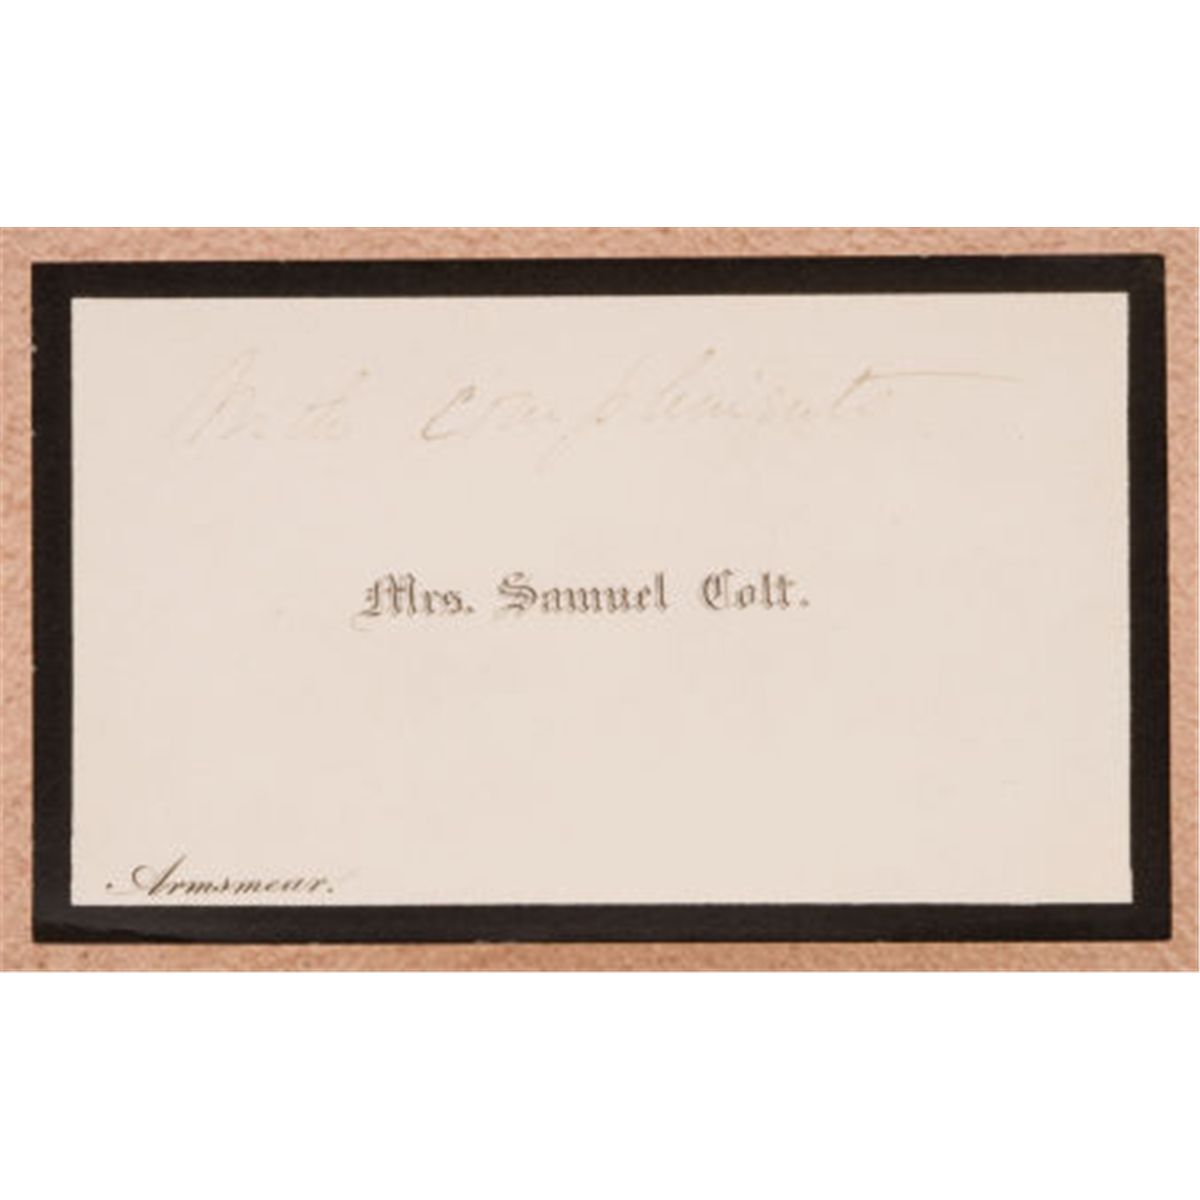 With compliments
Mrs. Samuel Colt.
Armsmear.